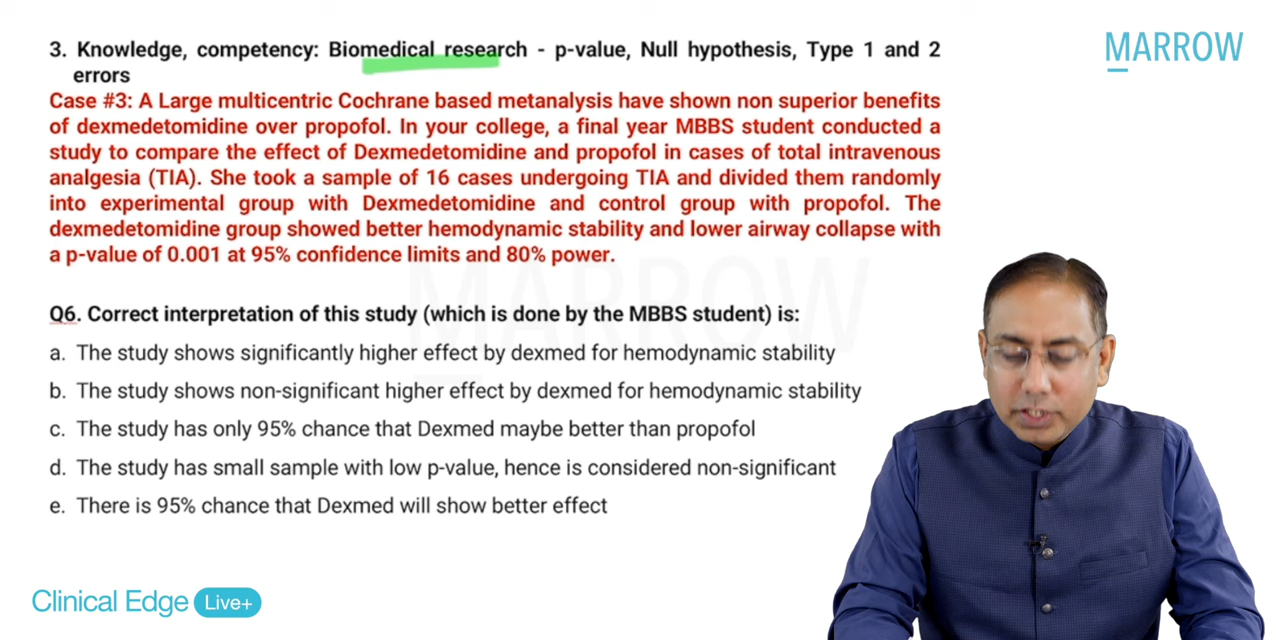 MARROW
3. Knowledge, competency: Biomedical research - p-value, Null hypothesis, Type 1 and 2
errors
Case #3: A Large multicentric Cochrane based metanalysis have shown non superior benefits
of dexmedetomidine over propofol. In your college, a final year MBBS student conducted a
study to compare the effect of Dexmedetomidine and propofol in cases of total intravenous
analgesia (TIA). She took a sample of 16 cases undergoing TIA and divided them randomly
into experimental group with Dexmedetomidine and control group with propofol. The
dexmedetomidine group showed better hemodynamic stability and lower airway collapse with
a p-value of 0.001 at 95% confidence limits and 80% power.
MARROW
Q6. Correct interpretation of this study (which is done by the MBBS student) is:
a. The study shows significantly higher effect by dexmed for hemodynamic stability
b. The study shows non-significant higher effect by dexmed for hemodynamic stability
c. The study has only 95% chance that Dexmed maybe better than propofol
d. The study has small sample with low p-value, hence is considered non-significant
e. There is 95% chance that Dexmed will show better effect
Clinical Edge Live+